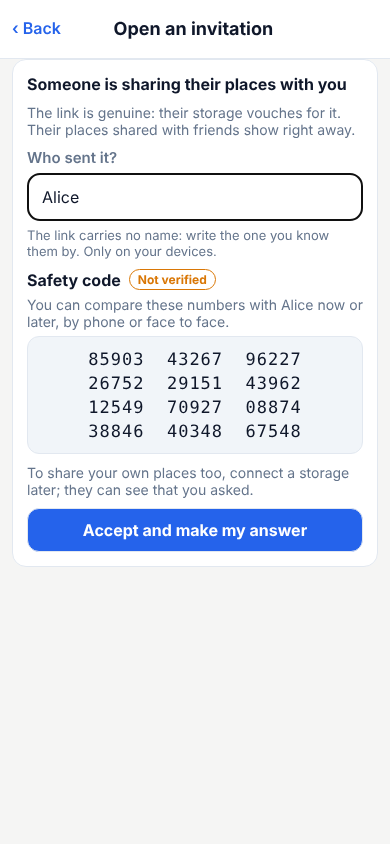 ‹ Back
Open an invitation
Someone is sharing their places with you
The link is genuine: their storage vouches for it.
Their places shared with friends show right away.
Who sent it?
Alice
The link carries no name: write the one you know
them by. Only on your devices.
Safety code Not verified
You can compare these numbers with Alice now or
later, by phone or face to face.
85903 43267 96227
26752 29151 43962
12549 70927 08874
38846 40348 67548
To share your own places too, connect a storage
later; they can see that you asked.
Accept and make my answer